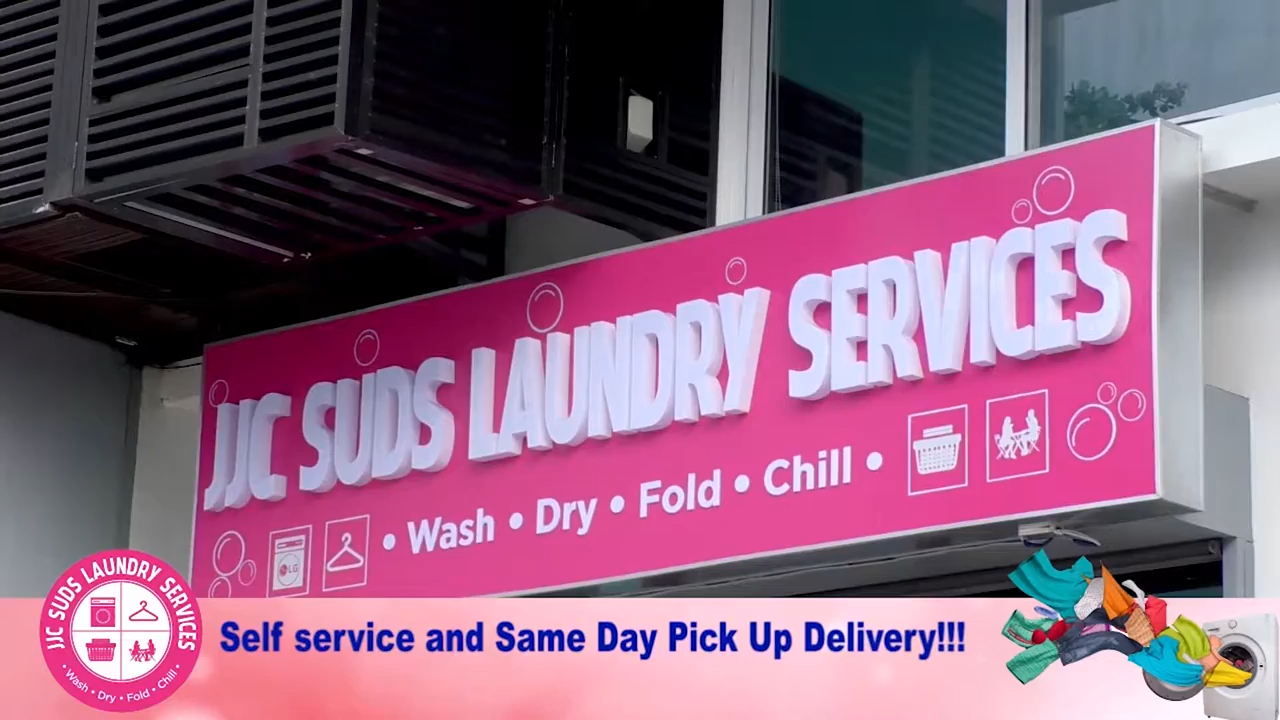 JJC SUDS LAUNDRY SERVICES
• Wash • Dry • Fold • Chill •
LG
JJC SUDS LAUNDRY SERVICES
• Wash • Dry • Fold • Chill •
Self service and Same Day Pick Up Delivery!!!